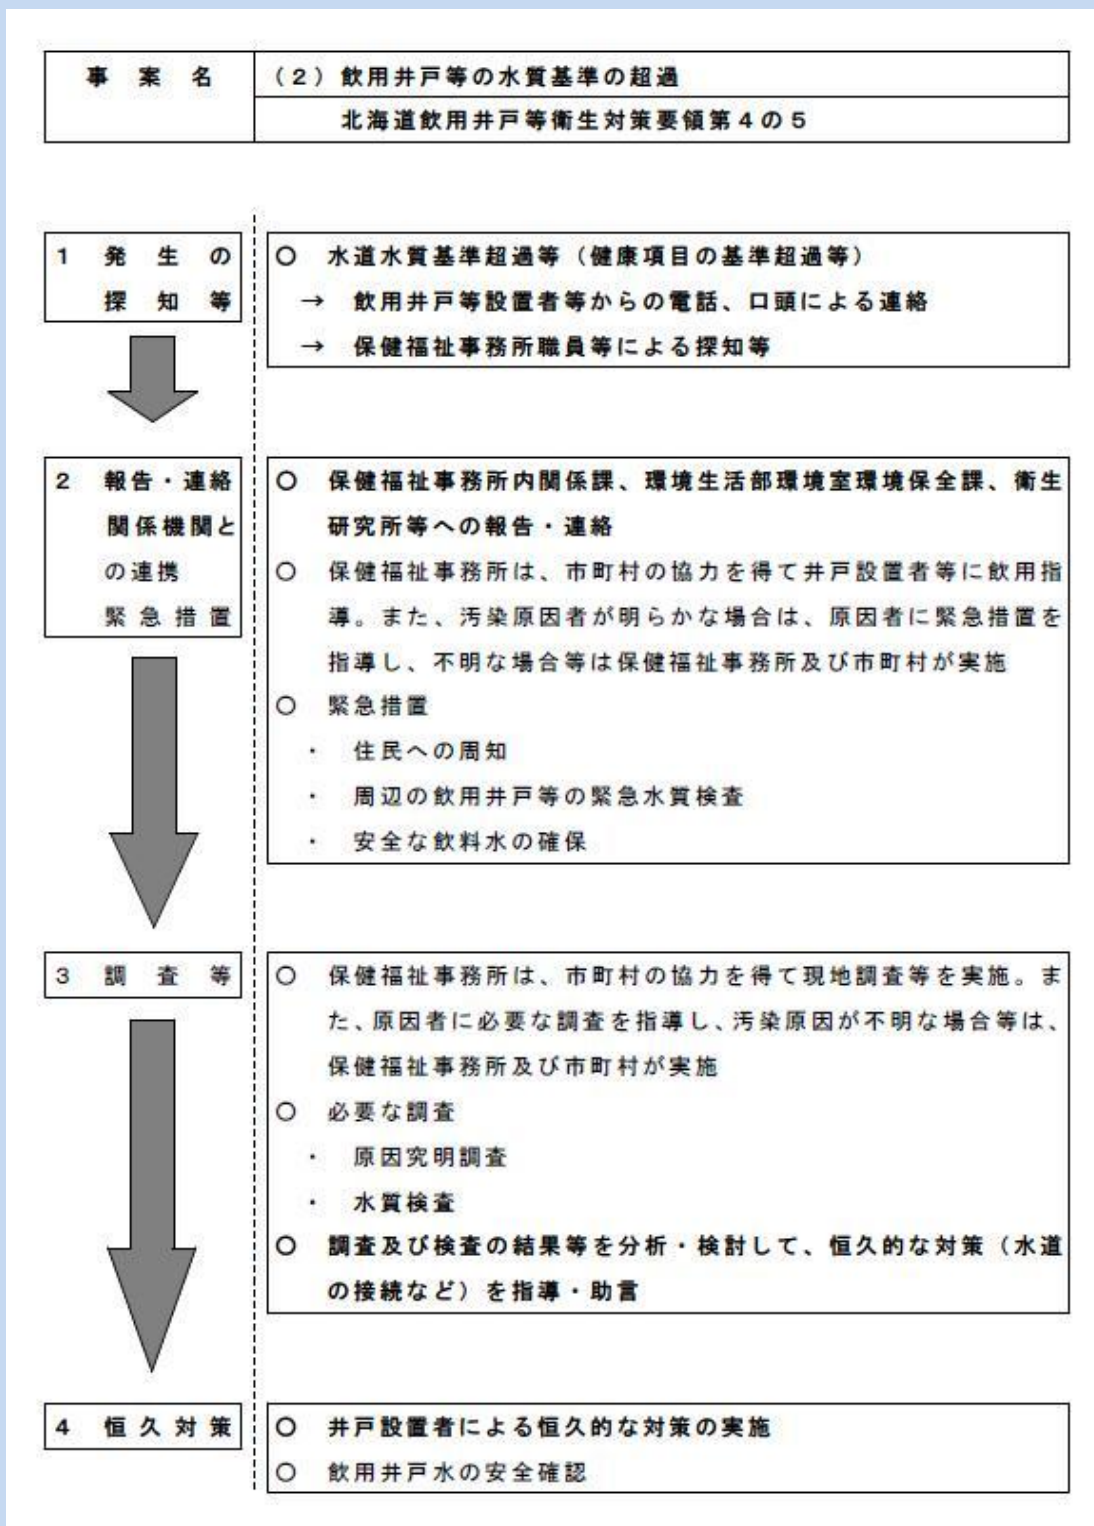 事案名
（２）飲用井戸等の水質基準の超過
北海道飲用井戸等衛生対策要領第４の５
１　発生の
探知等
○　水道水質基準超過等（健康項目の基準超過等）
→　飲用井戸等設置者等からの電話、口頭による連絡
→　保健福祉事務所職員等による探知等
２　報告・連絡
関係機関と
の連携
緊急措置
○　保健福祉事務所内関係課、環境生活部環境室環境保全課、衛生
研究所等への報告・連絡
○　保健福祉事務所は、市町村の協力を得て井戸設置者等に飲用指
導。また、汚染原因者が明らかな場合は、原因者に緊急措置を
指導し、不明な場合等は保健福祉事務所及び市町村が実施
○　緊急措置
・　住民への周知
・　周辺の飲用井戸等の緊急水質検査
・　安全な飲料水の確保
３　調査等
○　保健福祉事務所は、市町村の協力を得て現地調査等を実施。ま
た、原因者に必要な調査を指導し、汚染原因が不明な場合等は、
保健福祉事務所及び市町村が実施
○　必要な調査
・　原因究明調査
・　水質検査
○　調査及び検査の結果等を分析・検討して、恒久的な対策（水道
の接続など）を指導・助言
４　恒久対策
○　井戸設置者による恒久的な対策の実施
○　飲用井戸水の安全確認